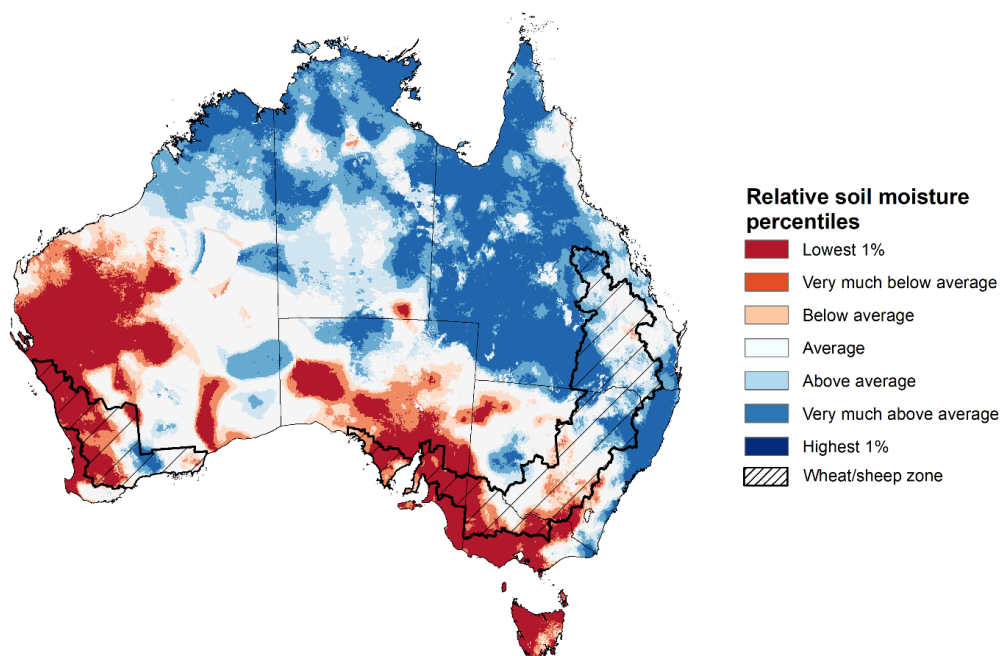 Relative soil moisture
percentiles
Lowest 1%
Very much below average
Below average
Average
Above average
Very much above average
Highest 1%
Wheat/sheep zone